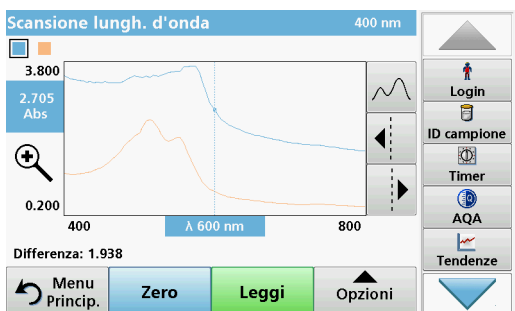 Scansione lungh. d'onda
400 nm
3.800
2.705
Abs
0.200
400
λ 600 nm
800
Differenza: 1.938
Menu
Princip.
Zero
Leggi
Opzioni
Login
ID campione
Timer
AQA
Tendenze